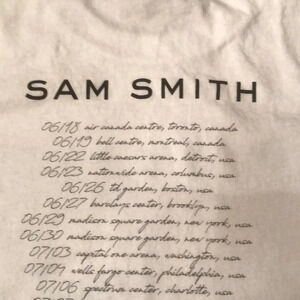 SAM SMITH
06/18 air canada centre, toronto, canada
06/19 bell centre, montreal, canada
06/22 little caesars arena, detroit, usa
06/23 nationwide arena, columbus, usa
06/26 td garden, boston, usa
06/27 barclays center, brooklyn, usa
06/29 madison square garden, new york, usa
06/30 madison square garden, new york, usa
07/03 capital one arena, washington, usa
07/04 wells fargo center, philadelphia, usa
07/06 spectrum center, charlotte, usa